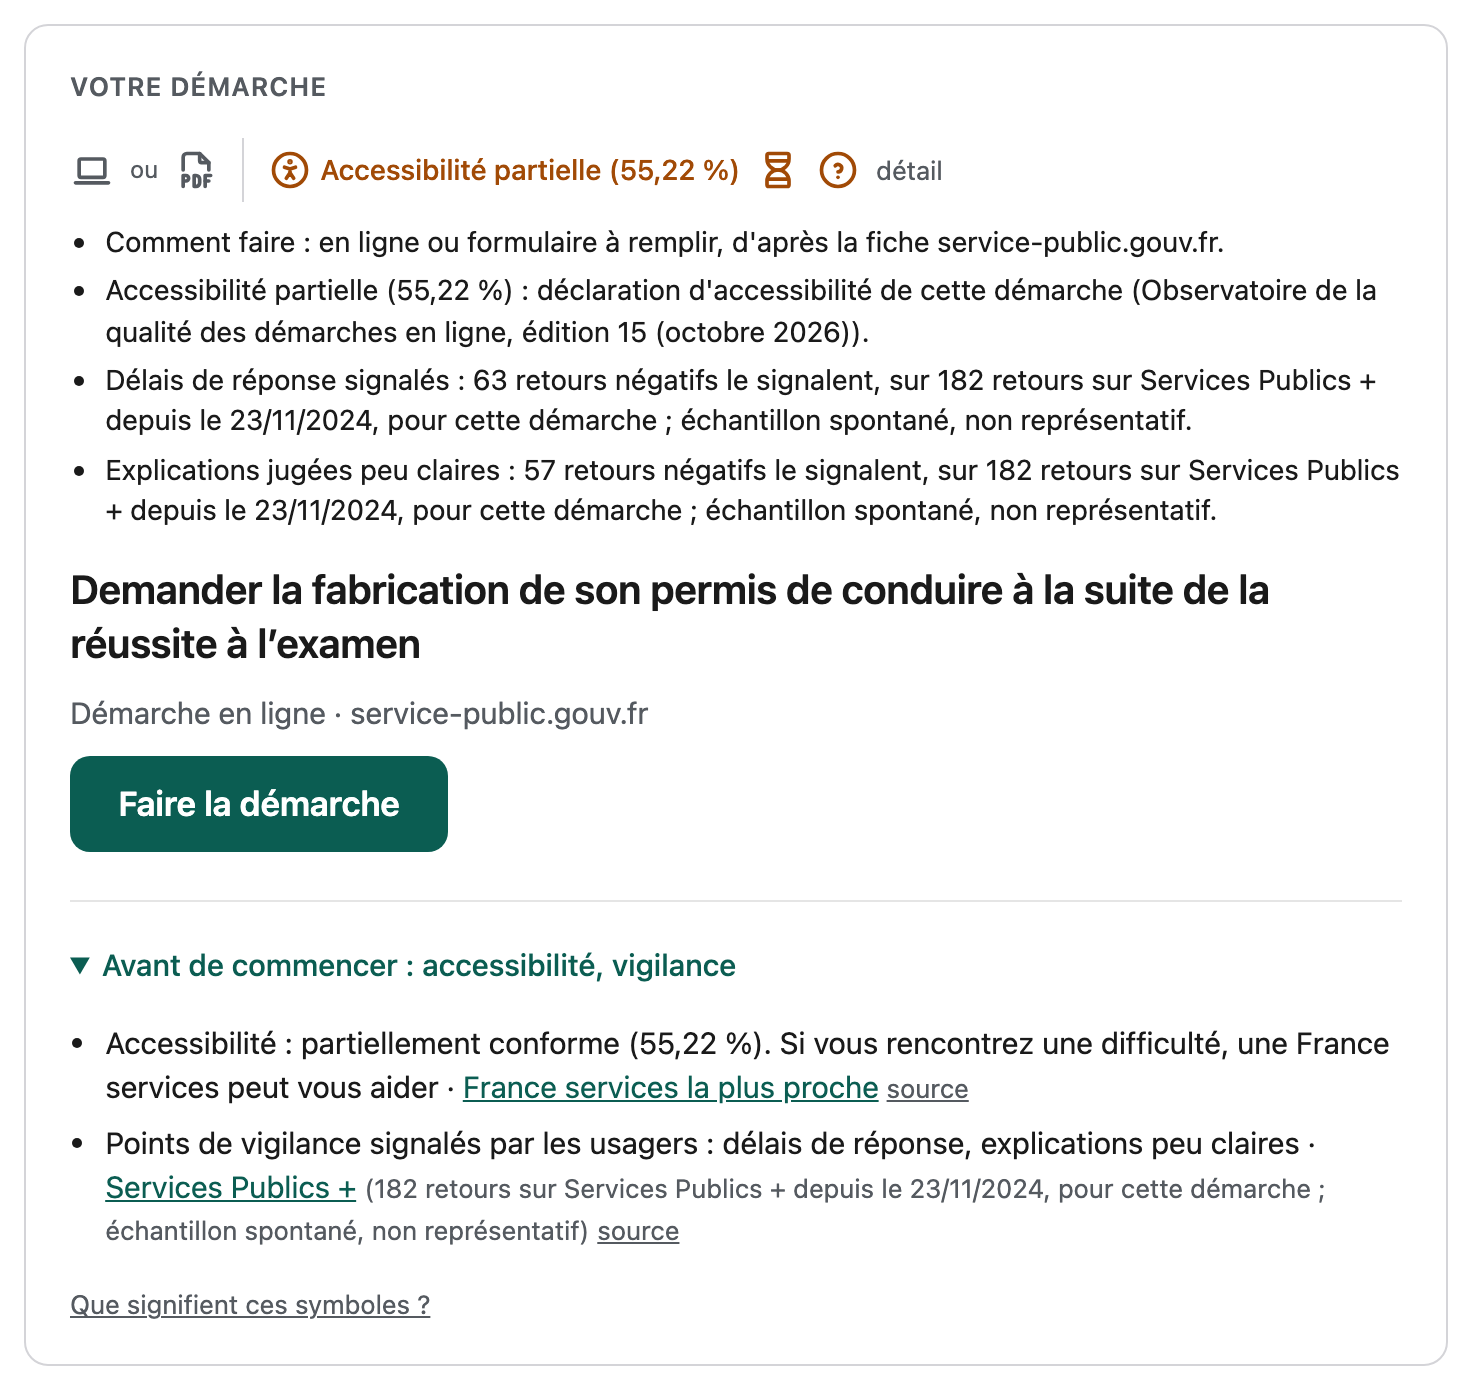 VOTRE DÉMARCHE
ou PDF Accessibilité partielle (55,22 %) ? détail
• Comment faire : en ligne ou formulaire à remplir, d'après la fiche service-public.gouv.fr.
• Accessibilité partielle (55,22 %) : déclaration d'accessibilité de cette démarche (Observatoire de la
qualité des démarches en ligne, édition 15 (octobre 2026)).
• Délais de réponse signalés : 63 retours négatifs le signalent, sur 182 retours sur Services Publics +
depuis le 23/11/2024, pour cette démarche ; échantillon spontané, non représentatif.
• Explications jugées peu claires : 57 retours négatifs le signalent, sur 182 retours sur Services Publics
+ depuis le 23/11/2024, pour cette démarche ; échantillon spontané, non représentatif.
Demander la fabrication de son permis de conduire à la suite de la
réussite à l’examen
Démarche en ligne · service-public.gouv.fr
Faire la démarche
▼ Avant de commencer : accessibilité, vigilance
• Accessibilité : partiellement conforme (55,22 %). Si vous rencontrez une difficulté, une France
services peut vous aider · France services la plus proche source
• Points de vigilance signalés par les usagers : délais de réponse, explications peu claires ·
Services Publics + (182 retours sur Services Publics + depuis le 23/11/2024, pour cette démarche ;
échantillon spontané, non représentatif) source
Que signifient ces symboles ?